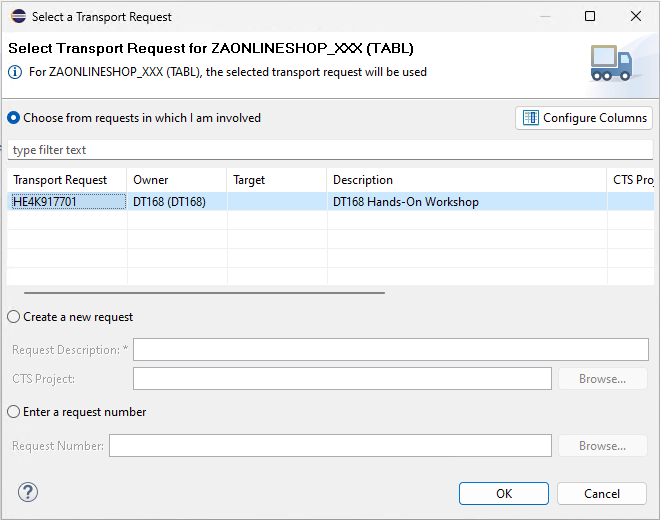 Select a Transport Request
Select Transport Request for ZAONLINESHOP_XXX (TABL)
For ZAONLINESHOP_XXX (TABL), the selected transport request will be used
Choose from requests in which I am involved
Configure Columns
type filter text
Transport Request Owner Target Description CTS Proj
HE4K917701 DT168 (DT168) DT168 Hands-On Workshop
Create a new request
Request Description: *
CTS Project: Browse...
Enter a request number
Request Number: Browse...
? OK Cancel